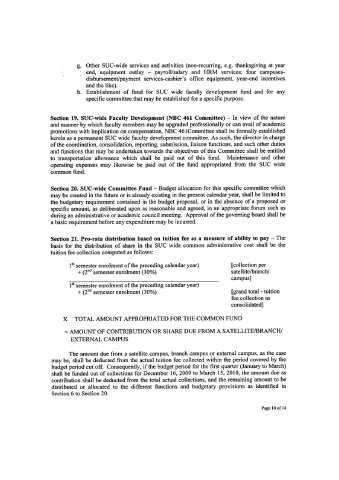 g. Other SUC-wide services and activities (non-recurring, e.g. thanksgiving at year
end, equipment outlay – payroll/salary and HRM services; four campuses-
disbursement/payment services-cashier's office equipment, year-end incentives
and the like).
h. Establishment of fund for SUC wide faculty development fund and for any
specific committee that may be established for a specific purpose.
Section 19. SUC-wide Faculty Development (NBC 461 Committee) – In view of the nature
and manner by which faculty members may be upgraded professionally or can avail of academic
promotions with implication on compensation, NBC 461Committee shall be formally established
herein as a permanent SUC wide faculty development committee. As such, the director in charge
of the coordination, consolidation, reporting, submission, liaison functions, and such other duties
and functions that may be undertaken towards the objectives of this Committee shall be entitled
to transportation allowance which shall be paid out of this fund. Maintenance and other
operating expenses may likewise be paid out of the fund appropriated from the SUC wide
common fund.
Section 20. SUC-wide Committee Fund – Budget allocation for this specific committee which
may be created in the future or is already existing in the present calendar year, shall be limited to
the budgetary requirement contained in the budget proposal, or in the absence of a proposed or
specific amount, as deliberated upon as reasonable and agreed, in an appropriate forum such as
during an administrative or academic council meeting. Approval of the governing board shall be
a basic requirement before any expenditure may be incurred.
Section 21. Pro-rata distribution based on tuition fee as a measure of ability to pay – The
basis for the distribution of share in the SUC wide common administrative cost shall be the
tuition fee collection computed as follows:
1st semester enrolment of the preceding calendar year) [collection per
+ (2nd semester enrolment (30%) satellite/branch/
campus]
1st semester enrolment of the preceding calendar year)
+ (2nd semester enrolment (30%) [grand total - tuition
fee collection as
consolidated]
X TOTAL AMOUNT APPROPRIATED FOR THE COMMON FUND
= AMOUNT OF CONTRIBUTION OR SHARE DUE FROM A SATELLITE/BRANCH/
EXTERNAL CAMPUS
The amount due from a satellite campus, branch campus or external campus, as the case
may be, shall be deducted from the actual tuition fee collected within the period covered by the
budget period cut off. Consequently, if the budget period for the first quarter (January to March)
shall be funded out of collections for December 16, 2009 to March 15, 2010, the amount due as
contribution shall be deducted from the total actual collections, and the remaining amount to be
distributed or allocated to the different functions and budgetary provisions as identified in
Section 6 to Section 20.
Page 10 of 14